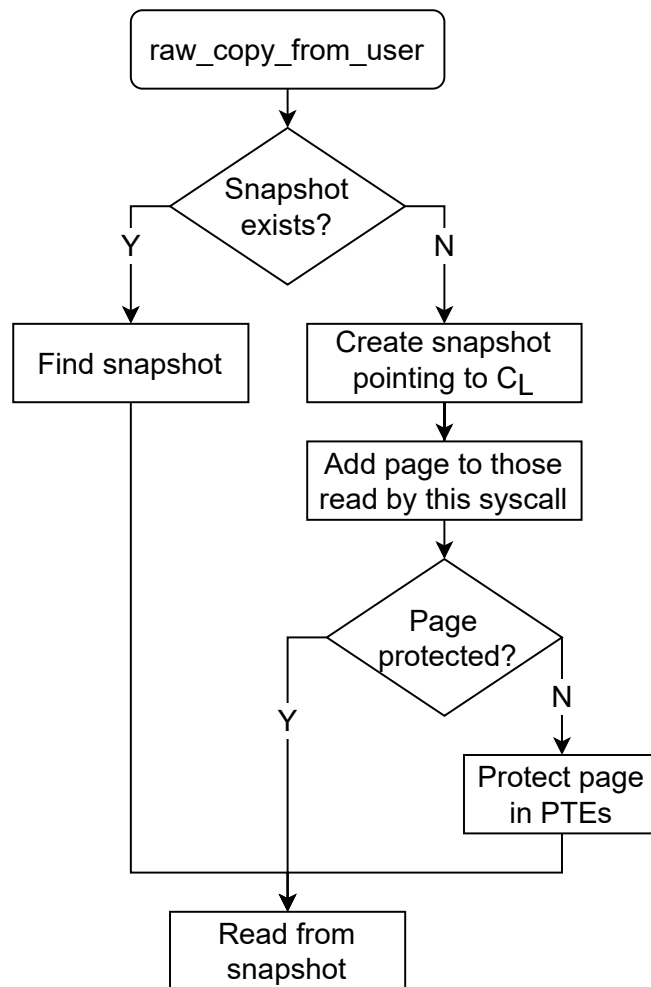 raw_copy_from_user
Snapshot
exists?
Y
N
Find snapshot
Create snapshot
pointing to CL
Add page to those
read by this syscall
Page
protected?
Y
N
Protect page
in PTEs
Read from
snapshot